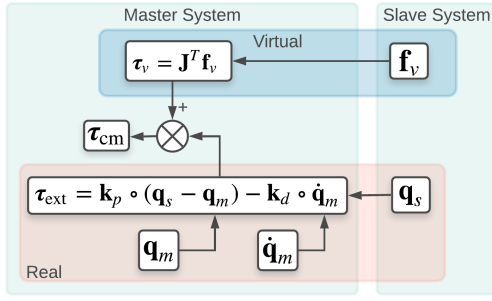 Master System
Slave System
Virtual
τ_v = J^T f_v
f_v
+
τ_cm
τ_ext = k_p ∘ (q_s − q_m) − k_d ∘ q̇_m
q_s
q_m
q̇_m
Real